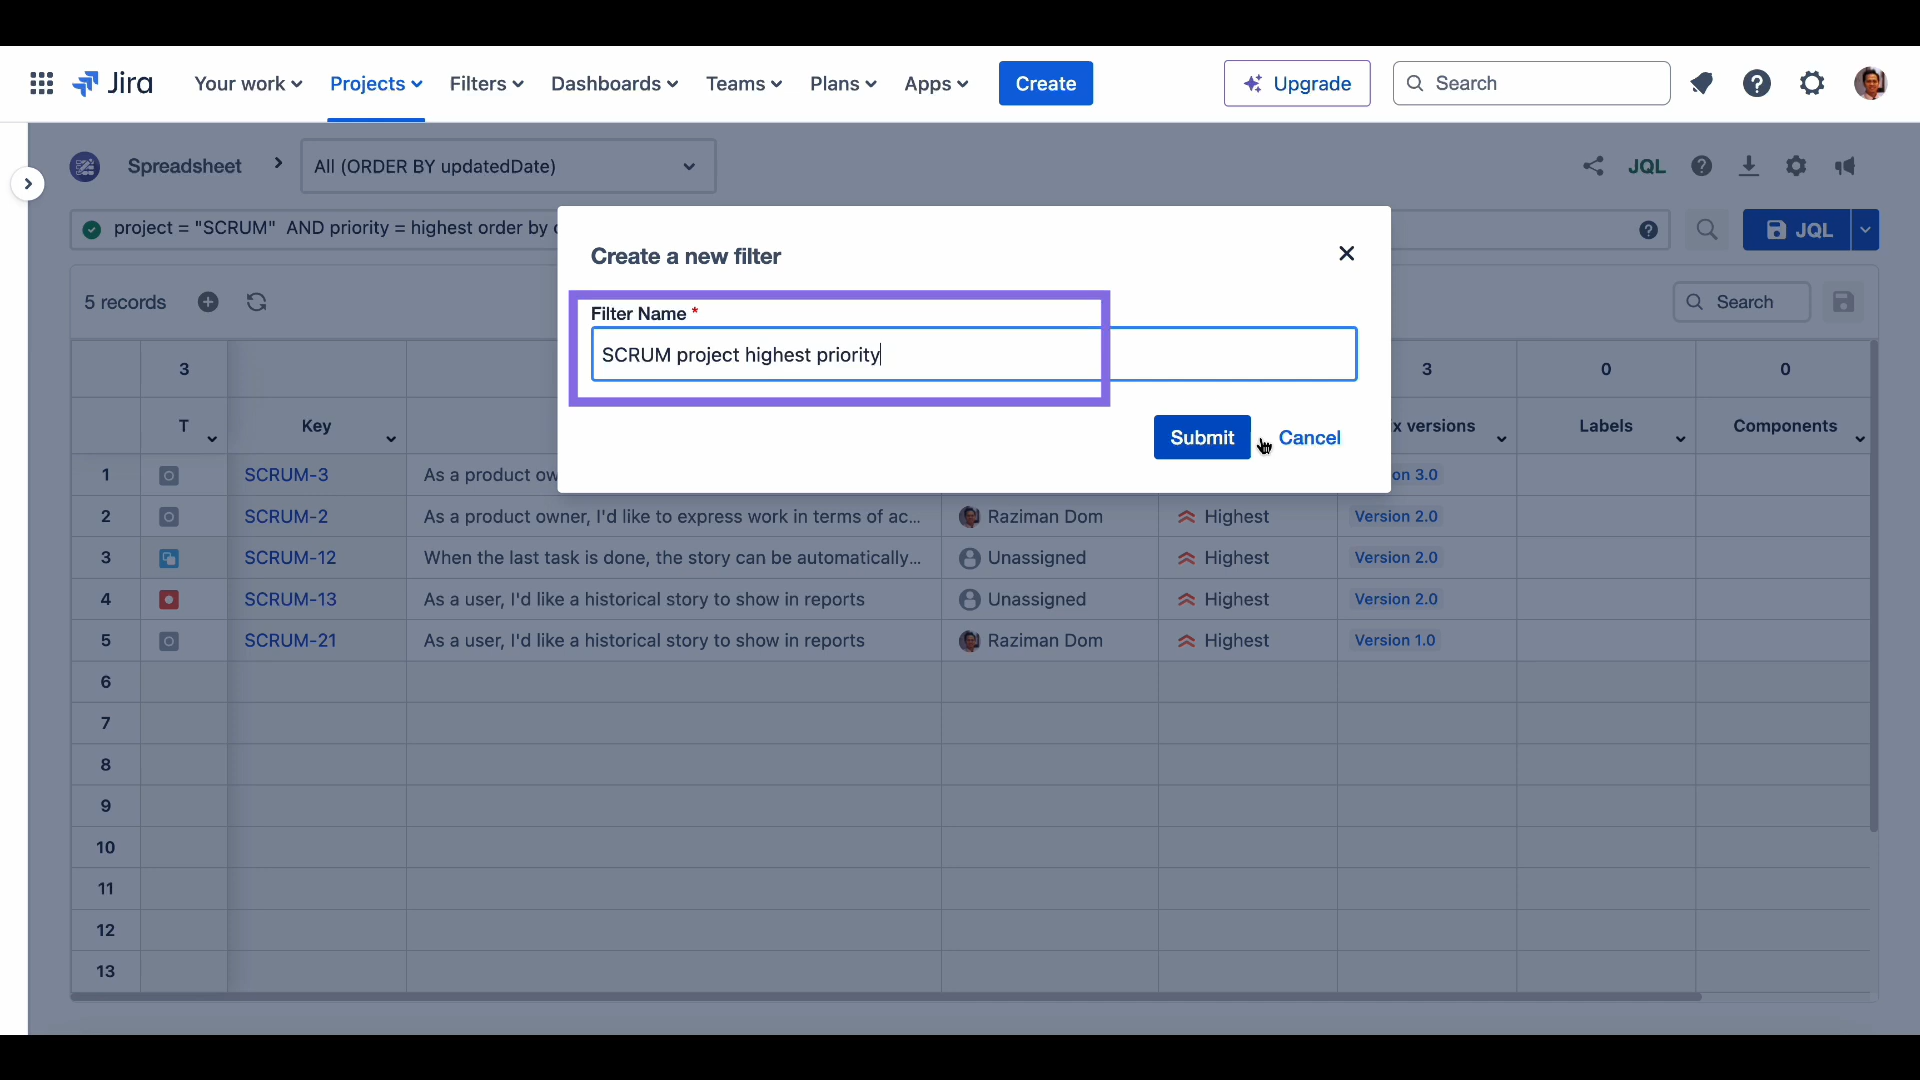 Jira Your work Projects Filters Dashboards Teams Plans Apps Create Upgrade Search
Spreadsheet All (ORDER BY updatedDate) JQL
project = "SCRUM" AND priority = highest order by JQL
Create a new filter
5 records Search
Filter Name *
SCRUM project highest priority
3 3 0 0
Submit Cancel
T Key x versions Labels Components
1 SCRUM-3 As a product ow on 3.0
2 SCRUM-2 As a product owner, I'd like to express work in terms of ac... Raziman Dom Highest Version 2.0
3 SCRUM-12 When the last task is done, the story can be automatically... Unassigned Highest Version 2.0
4 SCRUM-13 As a user, I'd like a historical story to show in reports Unassigned Highest Version 2.0
5 SCRUM-21 As a user, I'd like a historical story to show in reports Raziman Dom Highest Version 1.0
6
7
8
9
10
11
12
13